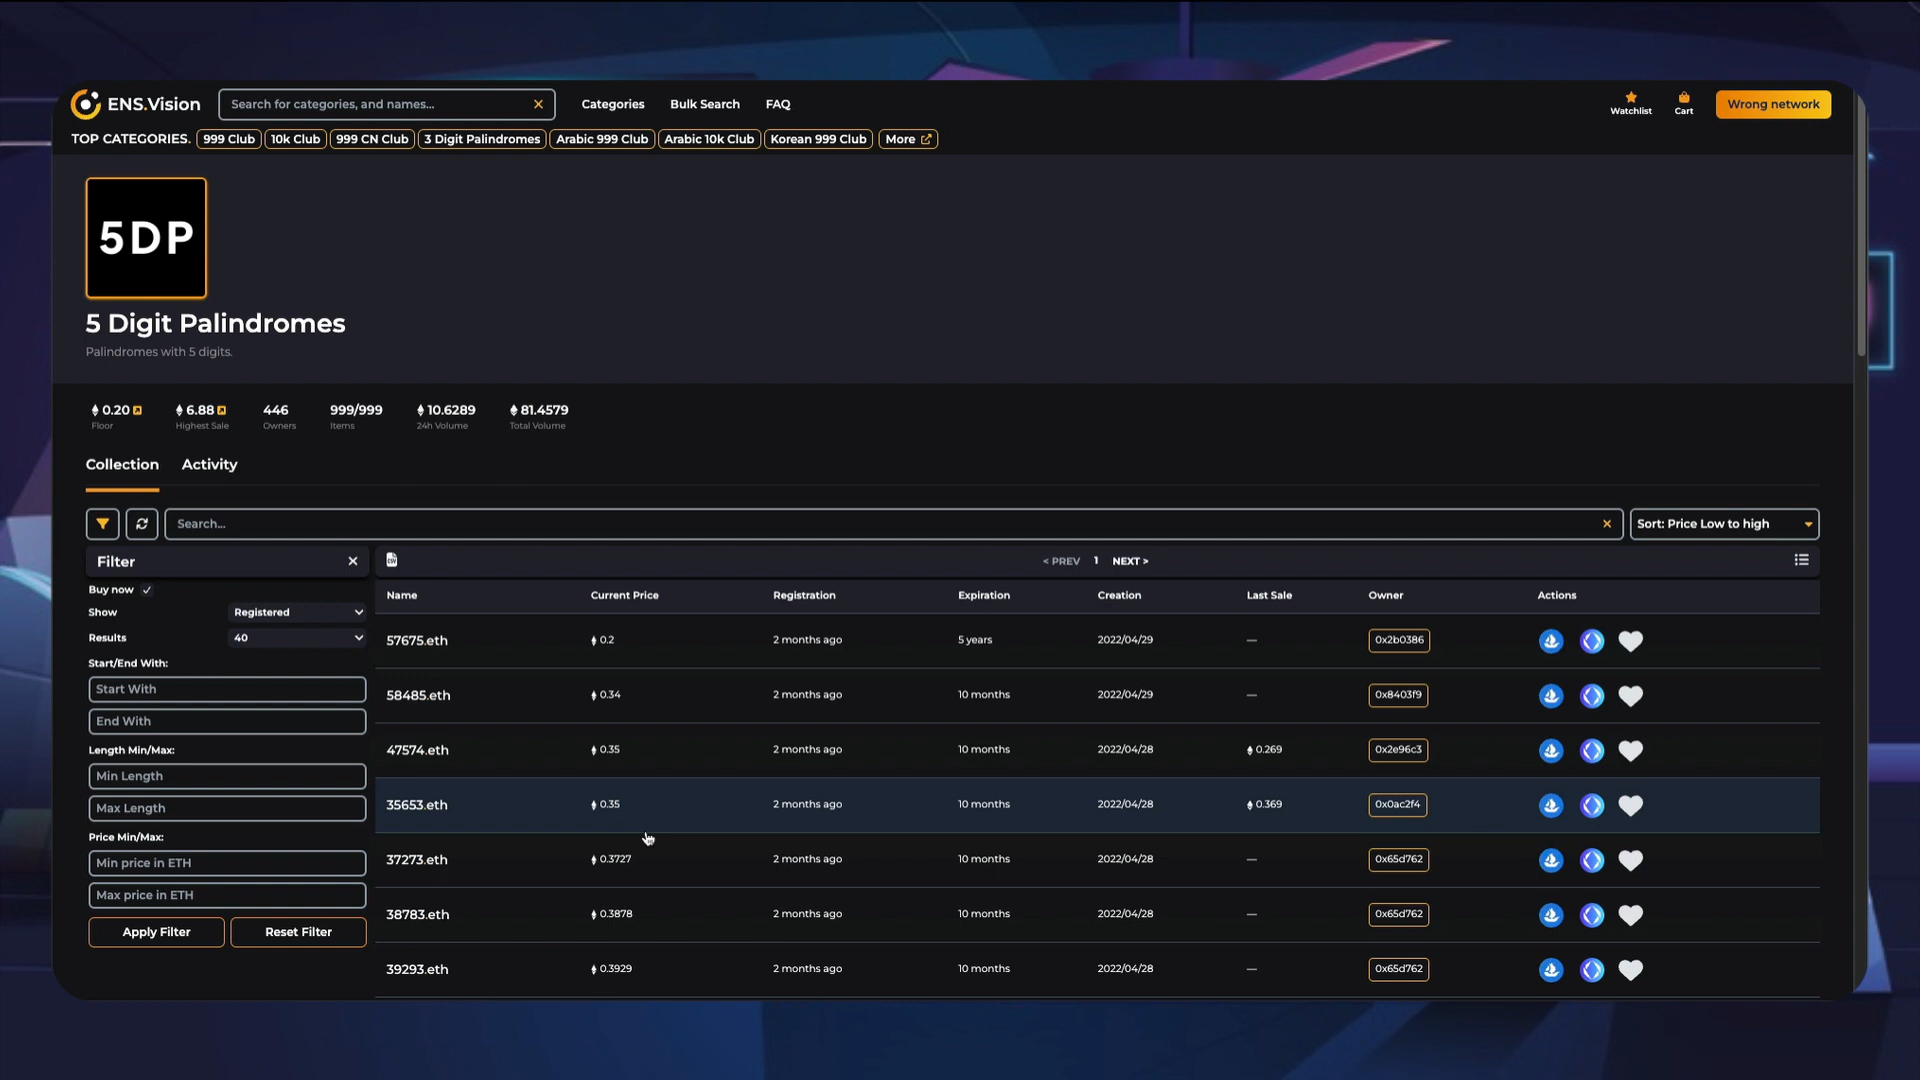 ENS.Vision
Search for categories, and names...
Categories
Bulk Search
FAQ
Watchlist
Cart
Wrong network
TOP CATEGORIES.
999 Club
10k Club
999 CN Club
3 Digit Palindromes
Arabic 999 Club
Arabic 10k Club
Korean 999 Club
More
5DP
5 Digit Palindromes
Palindromes with 5 digits.
0.20 6.88 446 999/999 10.6289 81.4579
Floor Highest Sale Owners Items 24h Volume Total Volume
Collection Activity
Search...
Sort: Price Low to high
Filter
Buy now
Show Registered
Results 40
Start/End With:
Start With
End With
Length Min/Max:
Min Length
Max Length
Price Min/Max:
Min price in ETH
Max price in ETH
Apply Filter Reset Filter
< PREV 1 NEXT >
Name Current Price Registration Expiration Creation Last Sale Owner Actions
57675.eth 0.2 2 months ago 5 years 2022/04/29 — 0x2b0386
58485.eth 0.34 2 months ago 10 months 2022/04/29 — 0x8403f9
47574.eth 0.35 2 months ago 10 months 2022/04/28 0.269 0x2e96c3
35653.eth 0.35 2 months ago 10 months 2022/04/28 0.369 0x0ac2f4
37273.eth 0.3727 2 months ago 10 months 2022/04/28 — 0x65d762
38783.eth 0.3878 2 months ago 10 months 2022/04/28 — 0x65d762
39293.eth 0.3929 2 months ago 10 months 2022/04/28 — 0x65d762